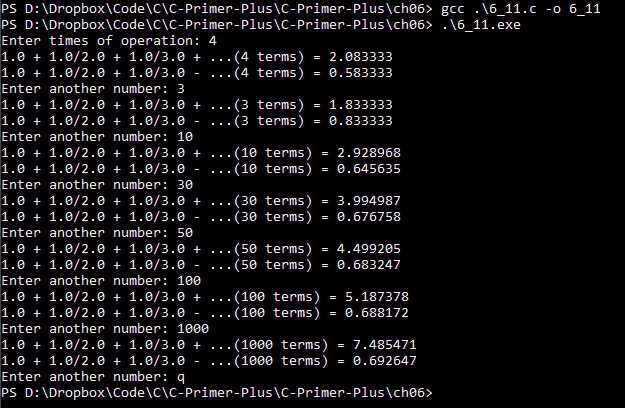 PS D:\Dropbox\Code\C\C-Primer-Plus\C-Primer-Plus\ch06> gcc .\6_11.c -o 6_11
PS D:\Dropbox\Code\C\C-Primer-Plus\C-Primer-Plus\ch06> .\6_11.exe
Enter times of operation: 4
1.0 + 1.0/2.0 + 1.0/3.0 + ...(4 terms) = 2.083333
1.0 + 1.0/2.0 + 1.0/3.0 - ...(4 terms) = 0.583333
Enter another number: 3
1.0 + 1.0/2.0 + 1.0/3.0 + ...(3 terms) = 1.833333
1.0 + 1.0/2.0 + 1.0/3.0 - ...(3 terms) = 0.833333
Enter another number: 10
1.0 + 1.0/2.0 + 1.0/3.0 + ...(10 terms) = 2.928968
1.0 + 1.0/2.0 + 1.0/3.0 - ...(10 terms) = 0.645635
Enter another number: 30
1.0 + 1.0/2.0 + 1.0/3.0 + ...(30 terms) = 3.994987
1.0 + 1.0/2.0 + 1.0/3.0 - ...(30 terms) = 0.676758
Enter another number: 50
1.0 + 1.0/2.0 + 1.0/3.0 + ...(50 terms) = 4.499205
1.0 + 1.0/2.0 + 1.0/3.0 - ...(50 terms) = 0.683247
Enter another number: 100
1.0 + 1.0/2.0 + 1.0/3.0 + ...(100 terms) = 5.187378
1.0 + 1.0/2.0 + 1.0/3.0 - ...(100 terms) = 0.688172
Enter another number: 1000
1.0 + 1.0/2.0 + 1.0/3.0 + ...(1000 terms) = 7.485471
1.0 + 1.0/2.0 + 1.0/3.0 - ...(1000 terms) = 0.692647
Enter another number: q
PS D:\Dropbox\Code\C\C-Primer-Plus\C-Primer-Plus\ch06>